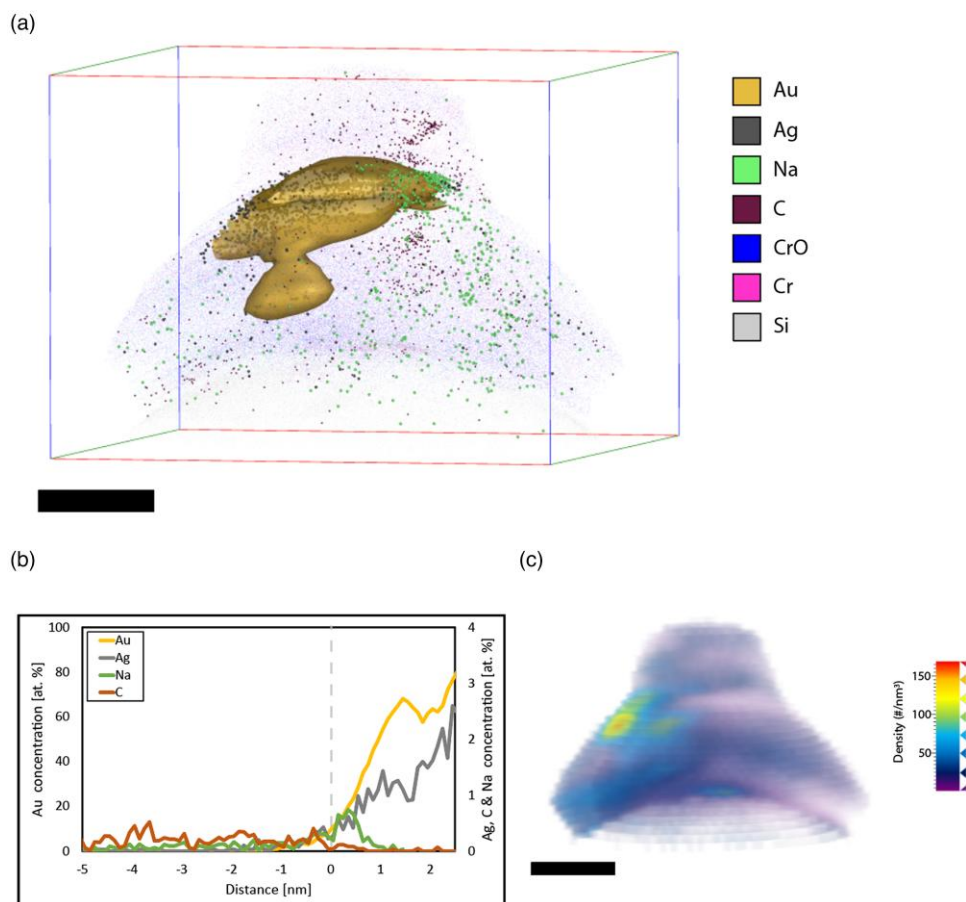 (a)
Au
Ag
Na
C
CrO
Cr
Si
(b)
100
80
60
40
20
0
Au concentration [at. %]
Au
Ag
Na
C
4
3
2
1
0
Ag, C & Na concentration [at. %]
-5 -4 -3 -2 -1 0 1 2
Distance [nm]
(c)
Density (#/nm³)
150
100
50